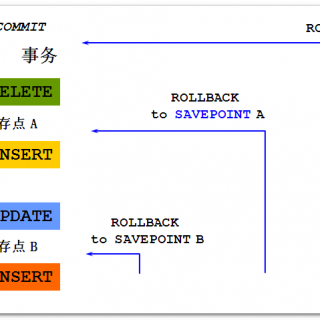 COMMIT
RO
事务
ELETE
ROLLBACK
to SAVEPOINT A
存点 A
NSERT
PDATE
ROLLBACK
to SAVEPOINT B
存点 B
NSERT